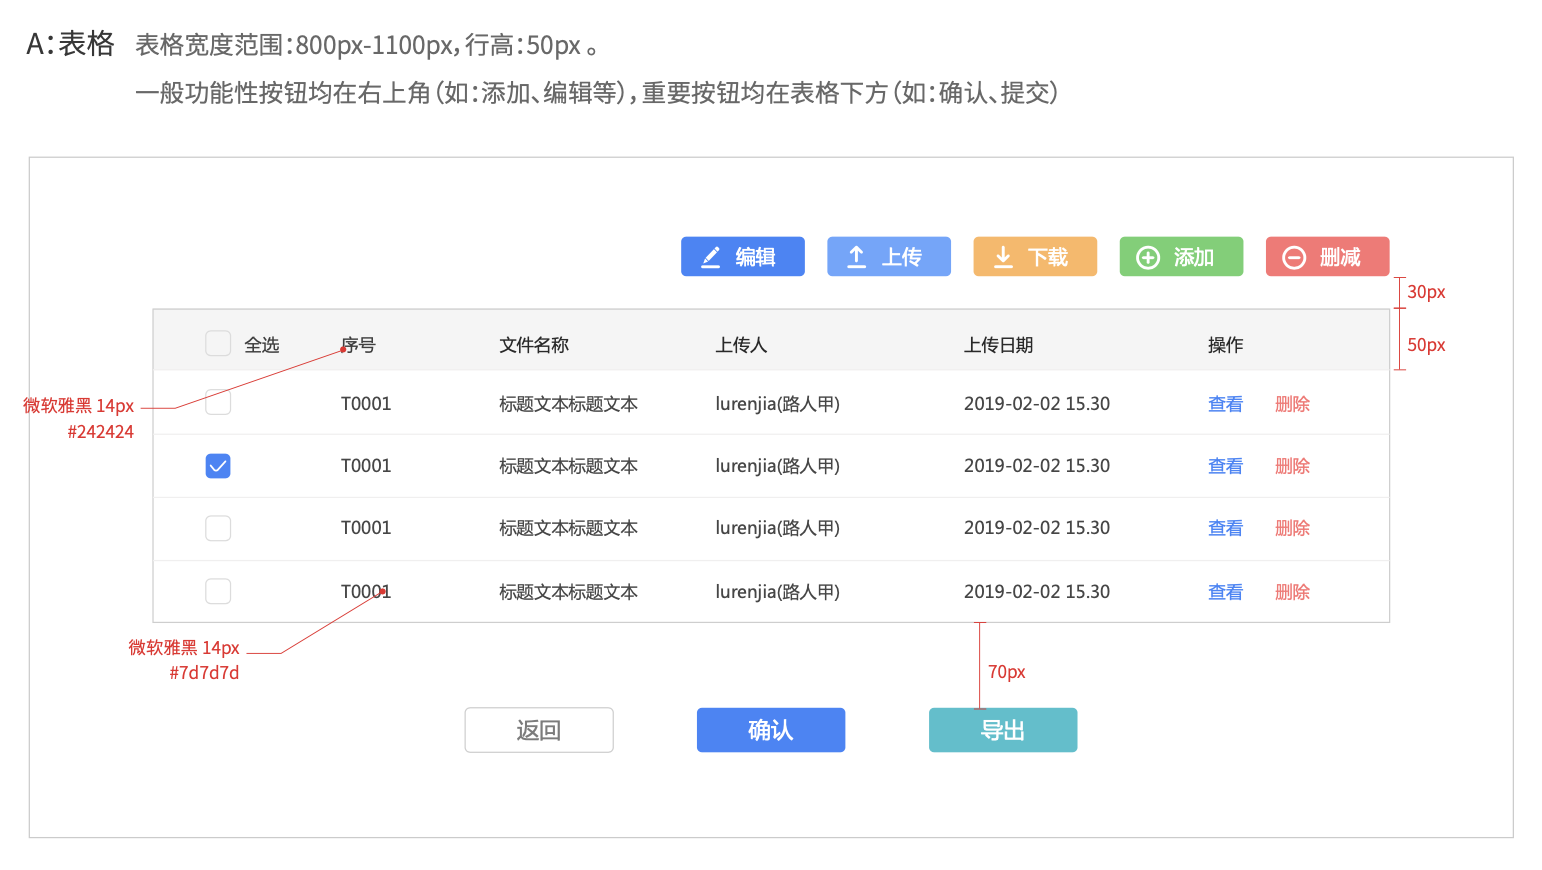 A：表格 表格宽度范围：800px-1100px，行高：50px 。
一般功能性按钮均在右上角（如：添加、编辑等），重要按钮均在表格下方（如：确认、提交）
编辑 上传 下载 添加 删减
30px
全选 序号 文件名称 上传人 上传日期 操作
50px
微软雅黑 14px
#242424
T0001 标题文本标题文本 lurenjia(路人甲) 2019-02-02 15.30 查看 删除
T0001 标题文本标题文本 lurenjia(路人甲) 2019-02-02 15.30 查看 删除
T0001 标题文本标题文本 lurenjia(路人甲) 2019-02-02 15.30 查看 删除
T0001 标题文本标题文本 lurenjia(路人甲) 2019-02-02 15.30 查看 删除
微软雅黑 14px
#7d7d7d
70px
返回 确认 导出